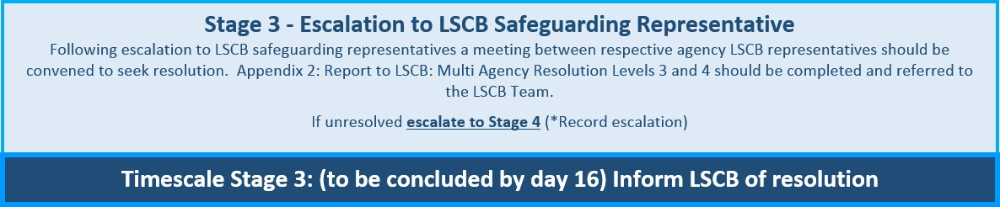 Stage 3 - Escalation to LSCB Safeguarding Representative
Following escalation to LSCB safeguarding representatives a meeting between respective agency LSCB representatives should be
convened to seek resolution.  Appendix 2: Report to LSCB: Multi Agency Resolution Levels 3 and 4 should be completed and referred to
the LSCB Team.
If unresolved escalate to Stage 4 (*Record escalation)
Timescale Stage 3: (to be concluded by day 16) Inform LSCB of resolution